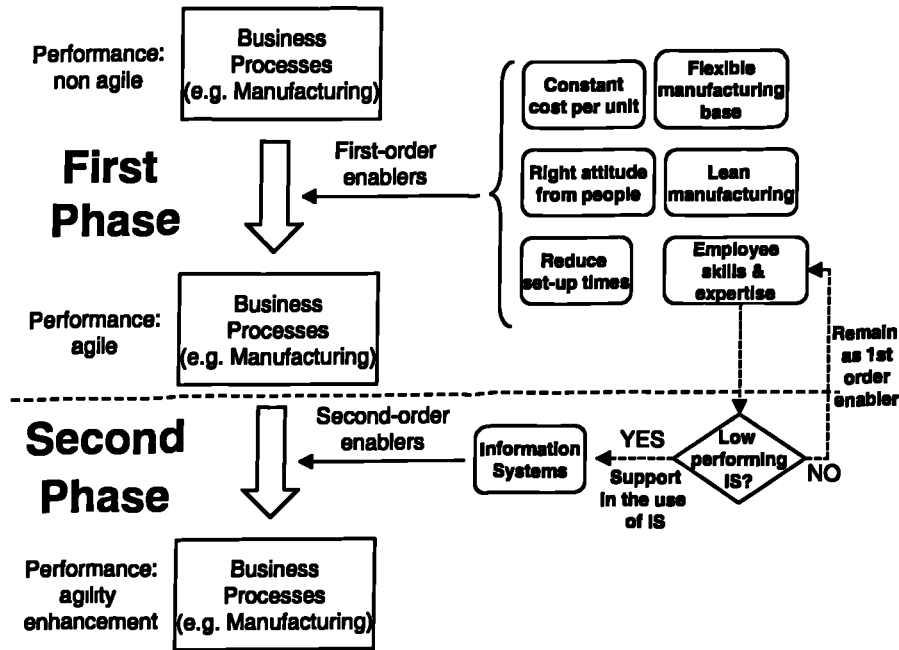 Performance:
non agile
Business
Processes
(e.g. Manufacturing)
First
Phase
First-order
enablers
Constant
cost per unit
Flexible
manufacturing
base
Right attitude
from people
Lean
manufacturing
Reduce
set-up times
Employee
skills &
expertise
Performance:
agile
Business
Processes
(e.g. Manufacturing)
Remain
as 1st
order
enabler
Second
Phase
Second-order
enablers
Information
Systems
YES
Support
in the use
of IS
Low
performing
IS?
NO
Performance:
agility
enhancement
Business
Processes
(e.g. Manufacturing)